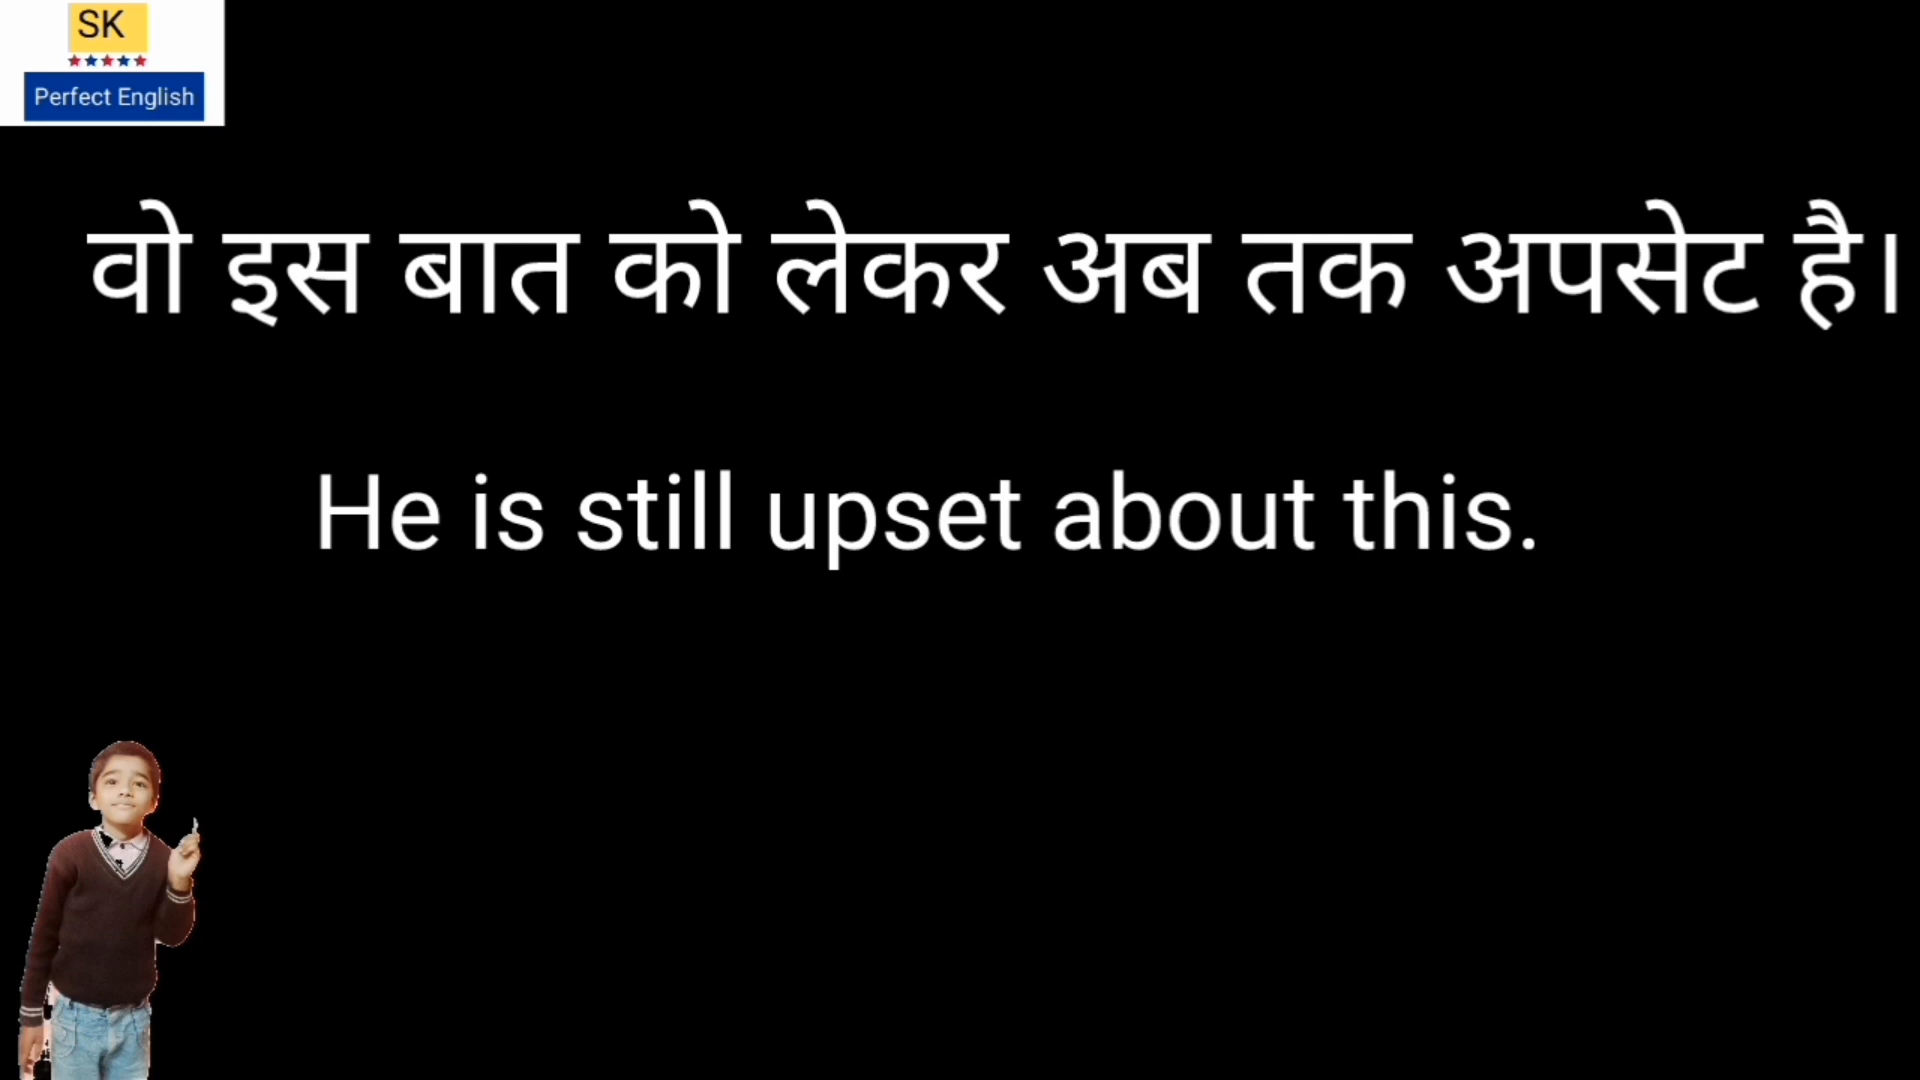 SK
Perfect English
वो इस बात को लेकर अब तक अपसेट है।
He is still upset about this.